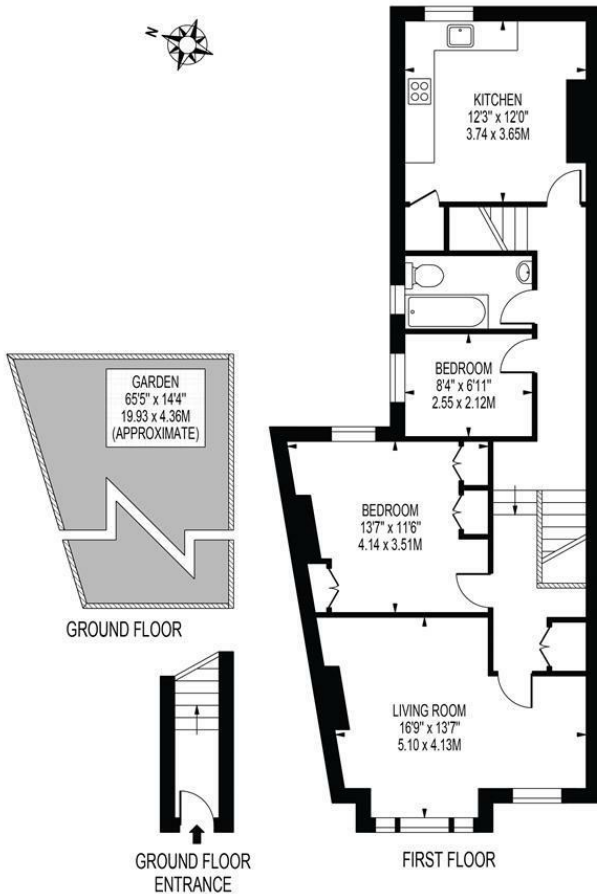 N
KITCHEN
12'3" x 12'0"
3.74 x 3.65M
BEDROOM
8'4" x 6'11"
2.55 x 2.12M
GARDEN
65'5" x 14'4"
19.93 x 4.36M
(APPROXIMATE)
GROUND FLOOR
BEDROOM
13'7" x 11'6"
4.14 x 3.51M
LIVING ROOM
16'9" x 13'7"
5.10 x 4.13M
GROUND FLOOR
ENTRANCE
FIRST FLOOR